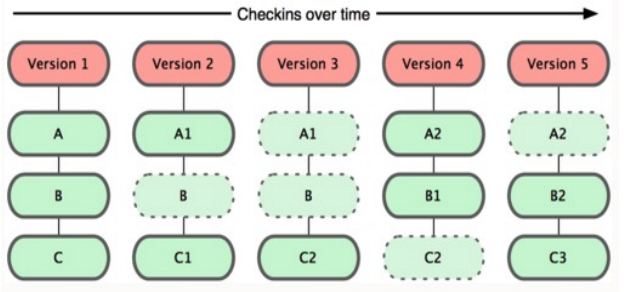 Checkins over time
Version 1 Version 2 Version 3 Version 4 Version 5
A A1 A1 A2 A2
B B B B1 B2
C C1 C2 C2 C3